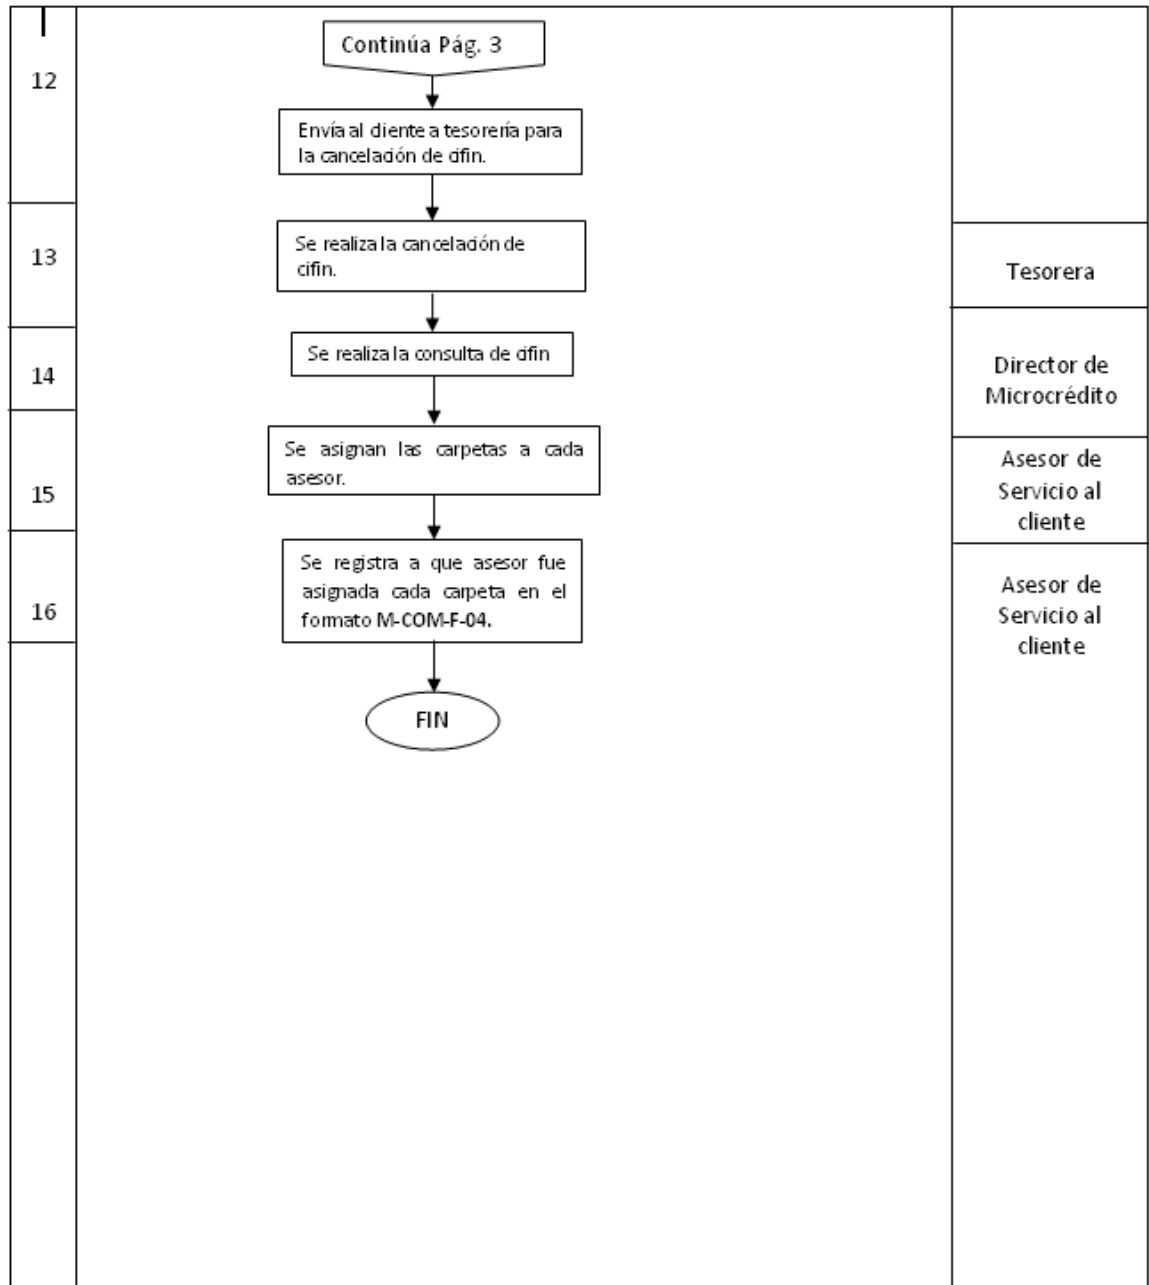 Continúa Pág. 3
12
Envía al cliente a tesorería para
la cancelación de cifin.
13
Se realiza la cancelación de
cifin.
Tesorera
14
Se realiza la consulta de cifin
Director de
Microcrédito
15
Se asignan las carpetas a cada
asesor.
Asesor de
Servicio al
cliente
16
Se registra a que asesor fue
asignada cada carpeta en el
formato M-COM-F-04.
Asesor de
Servicio al
cliente
FIN